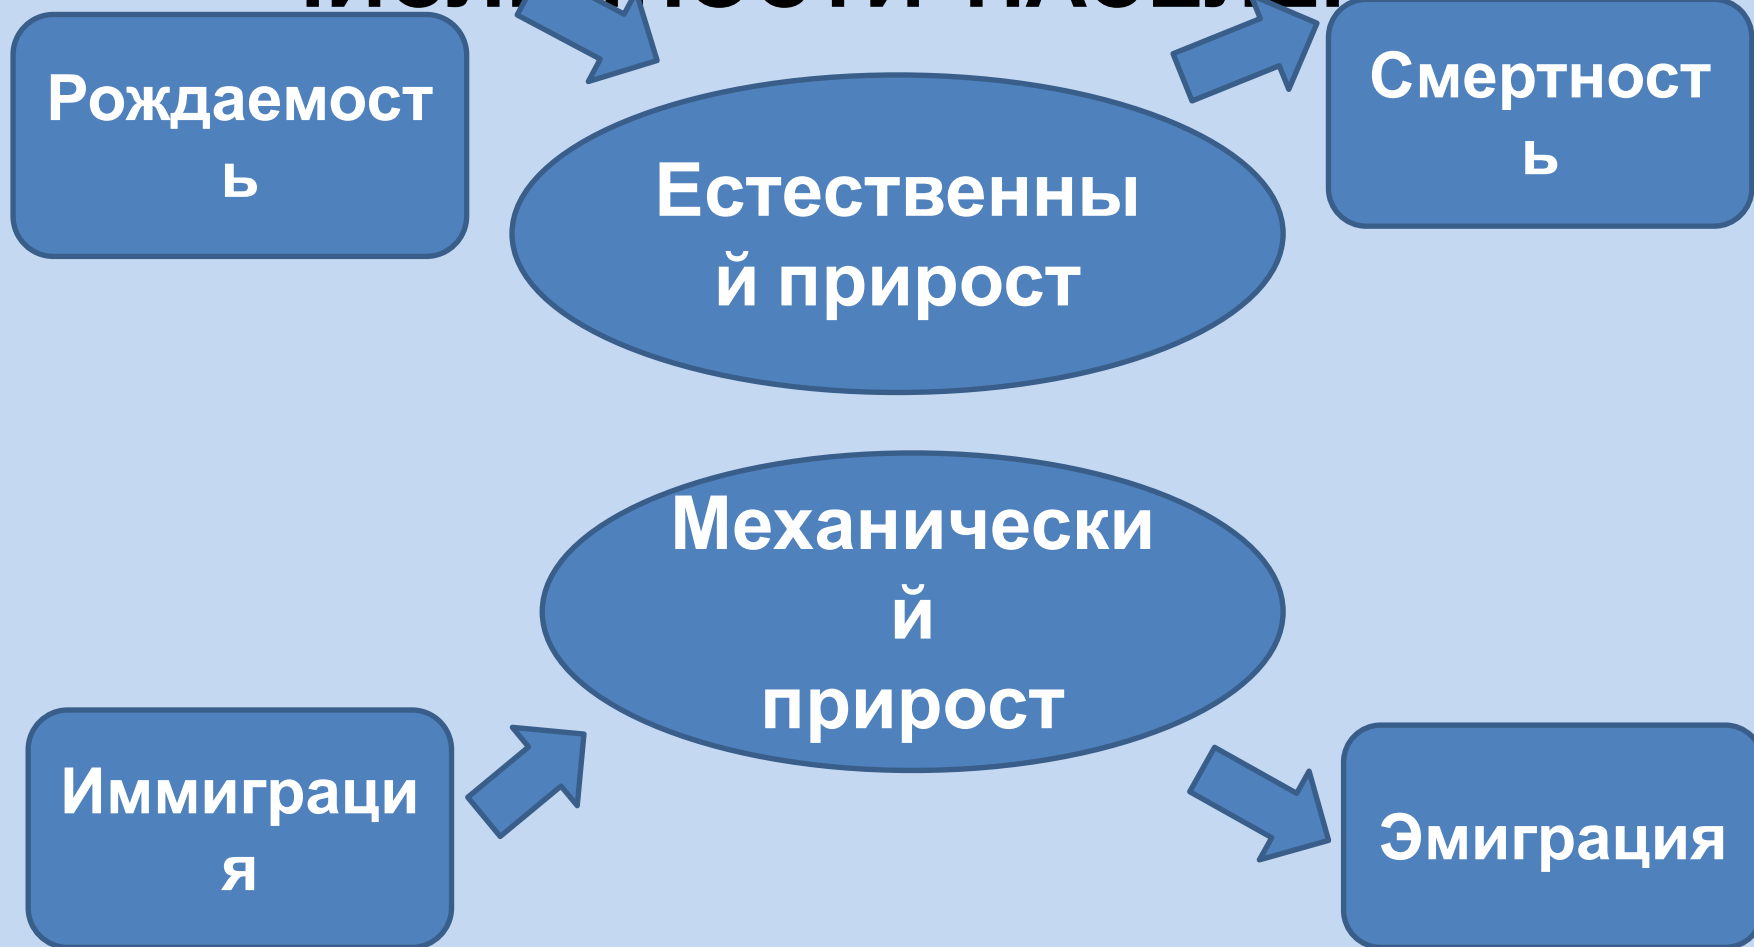 Рождаемост
ь
Смертност
ь
Естественны
й прирост
Механически
й
прирост
Иммиграци
я
Эмиграция